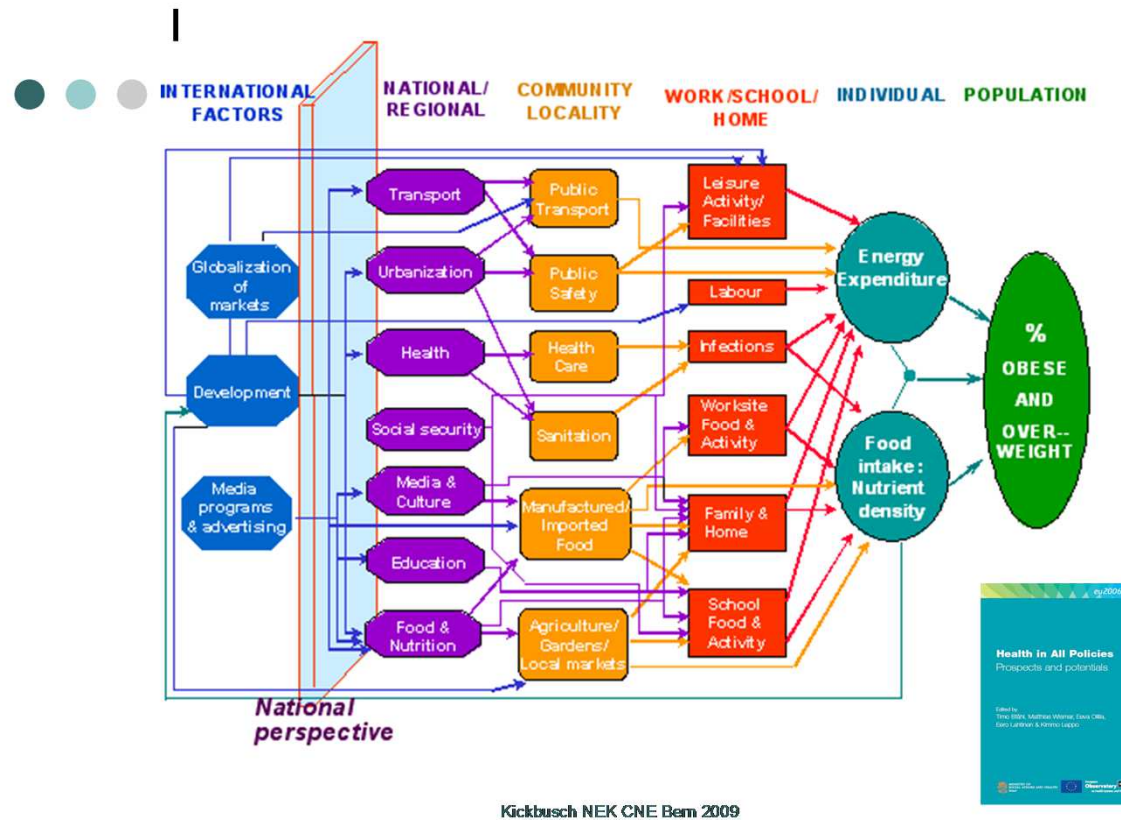 I
INTERNATIONAL
FACTORS
NATIONAL/
REGIONAL
COMMUNITY
LOCALITY
WORK/SCHOOL/
HOME
INDIVIDUAL
POPULATION
Globalization
of
markets
Development
Media
programs
& advertising
Transport
Urbanization
Health
Social security
Media &
Culture
Education
Food &
Nutrition
Public
Transport
Public
Safety
Health
Care
Sanitation
Manufactured/
Imported
Food
Agriculture/
Gardens/
Local markets
Leisure
Activity/
Facilities
Labour
Infections
Worksite
Food &
Activity
Family &
Home
School
Food &
Activity
Energy
Expenditure
Food
intake:
Nutrient
density
%
OBESE
AND
OVER--
WEIGHT
National
perspective
eu2006
Health in All Policies
Prospects and potentials
Edited by
Observatory
Kickbusch NEK CNE Bern 2009